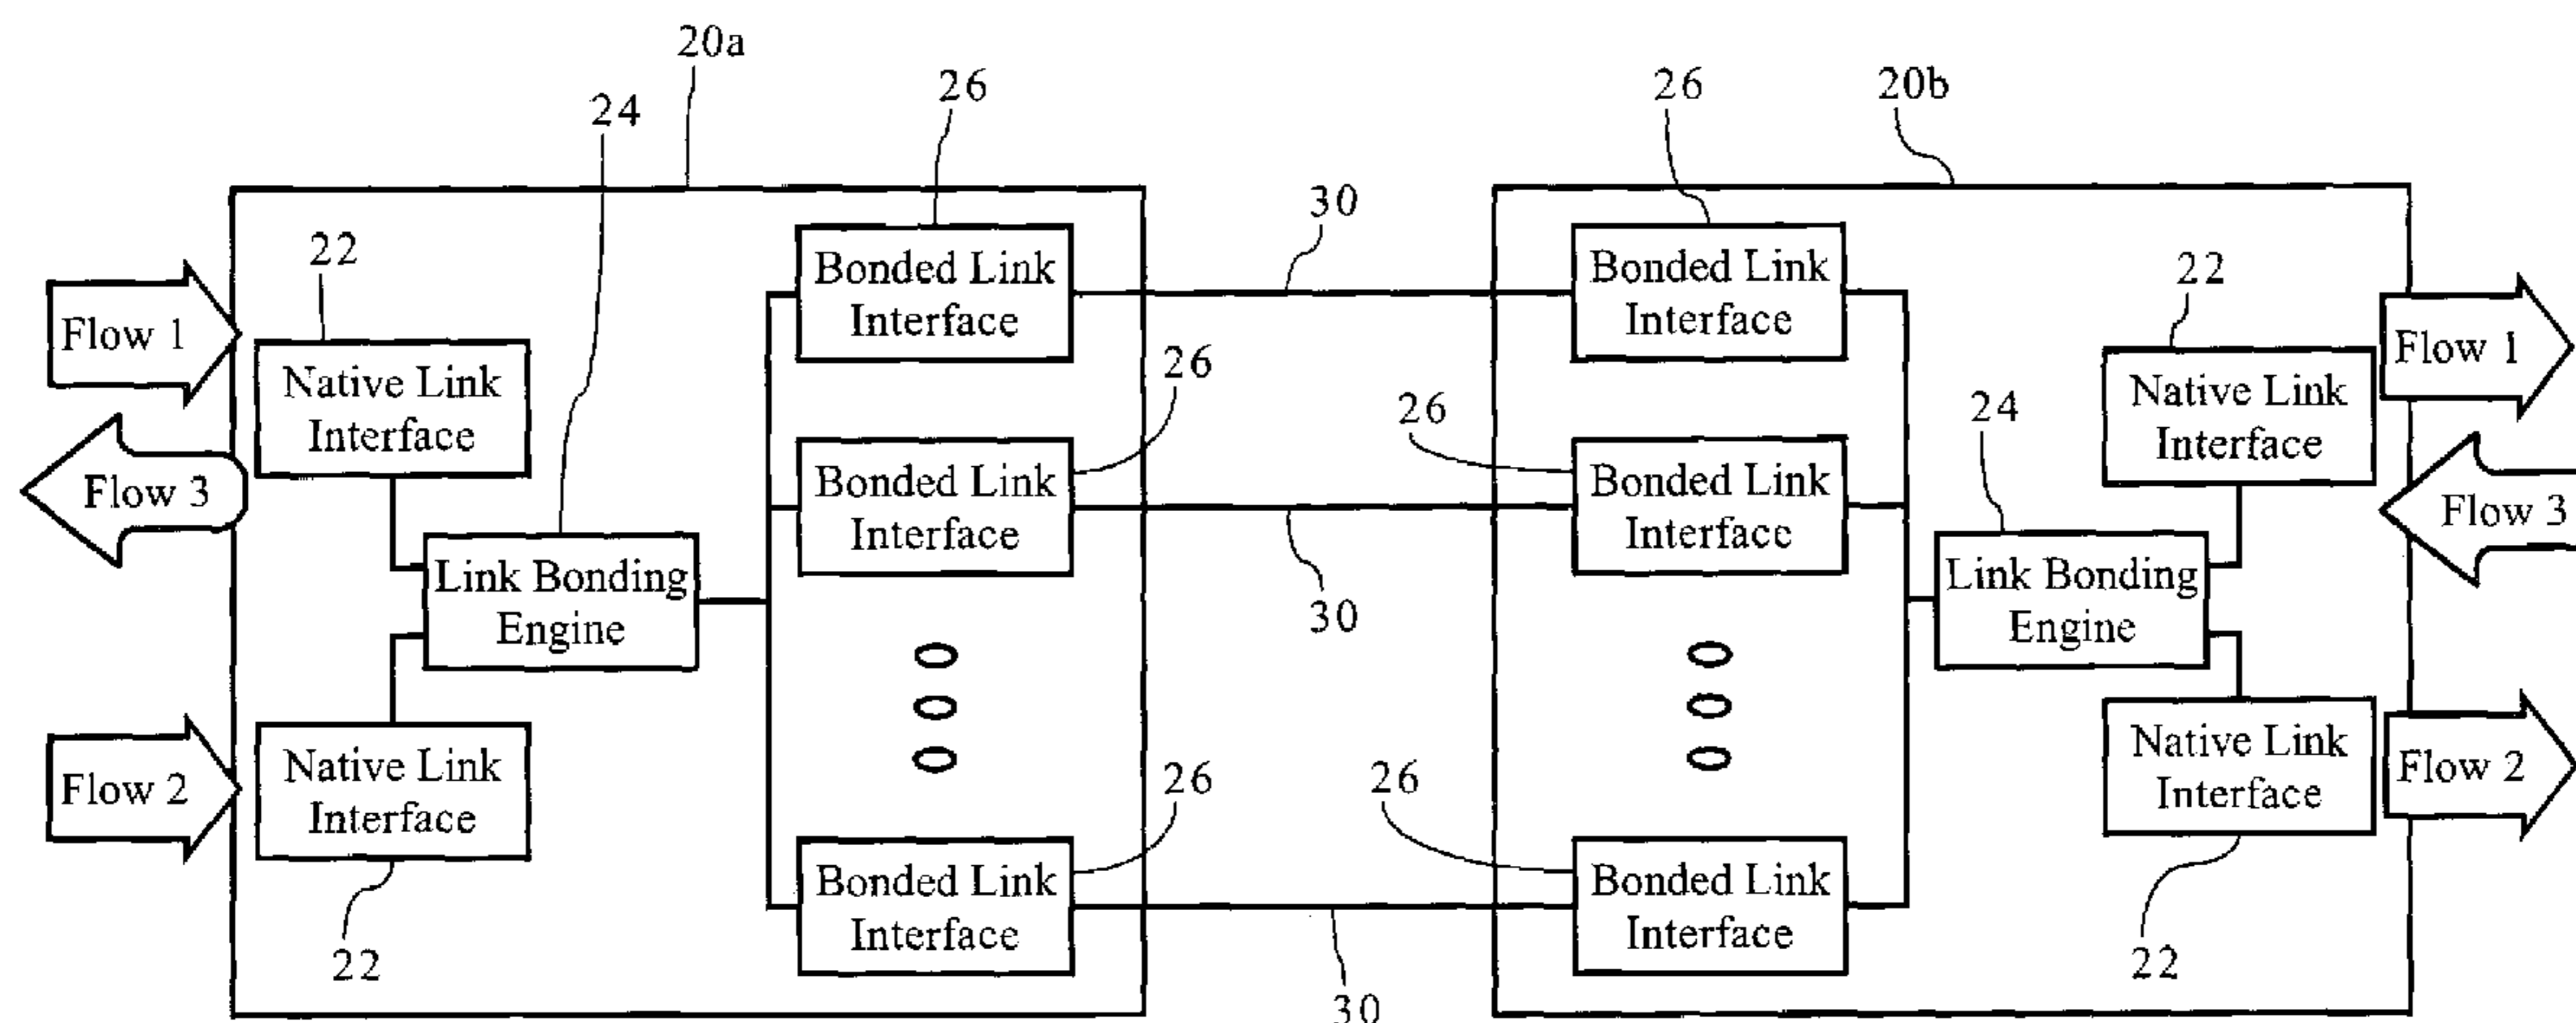 20a
26
26
20b
24
30
22
22
Bonded Link
Interface
Bonded Link
Interface
Flow 1
Native Link
Interface
26
26
24
Native Link
Interface
Flow 1
Flow 3
Bonded Link
Interface
Bonded Link
Interface
Flow 3
Link Bonding
Engine
30
Link Bonding
Engine
Flow 2
Native Link
Interface
26
26
Native Link
Interface
Flow 2
22
Bonded Link
Interface
Bonded Link
Interface
22
30